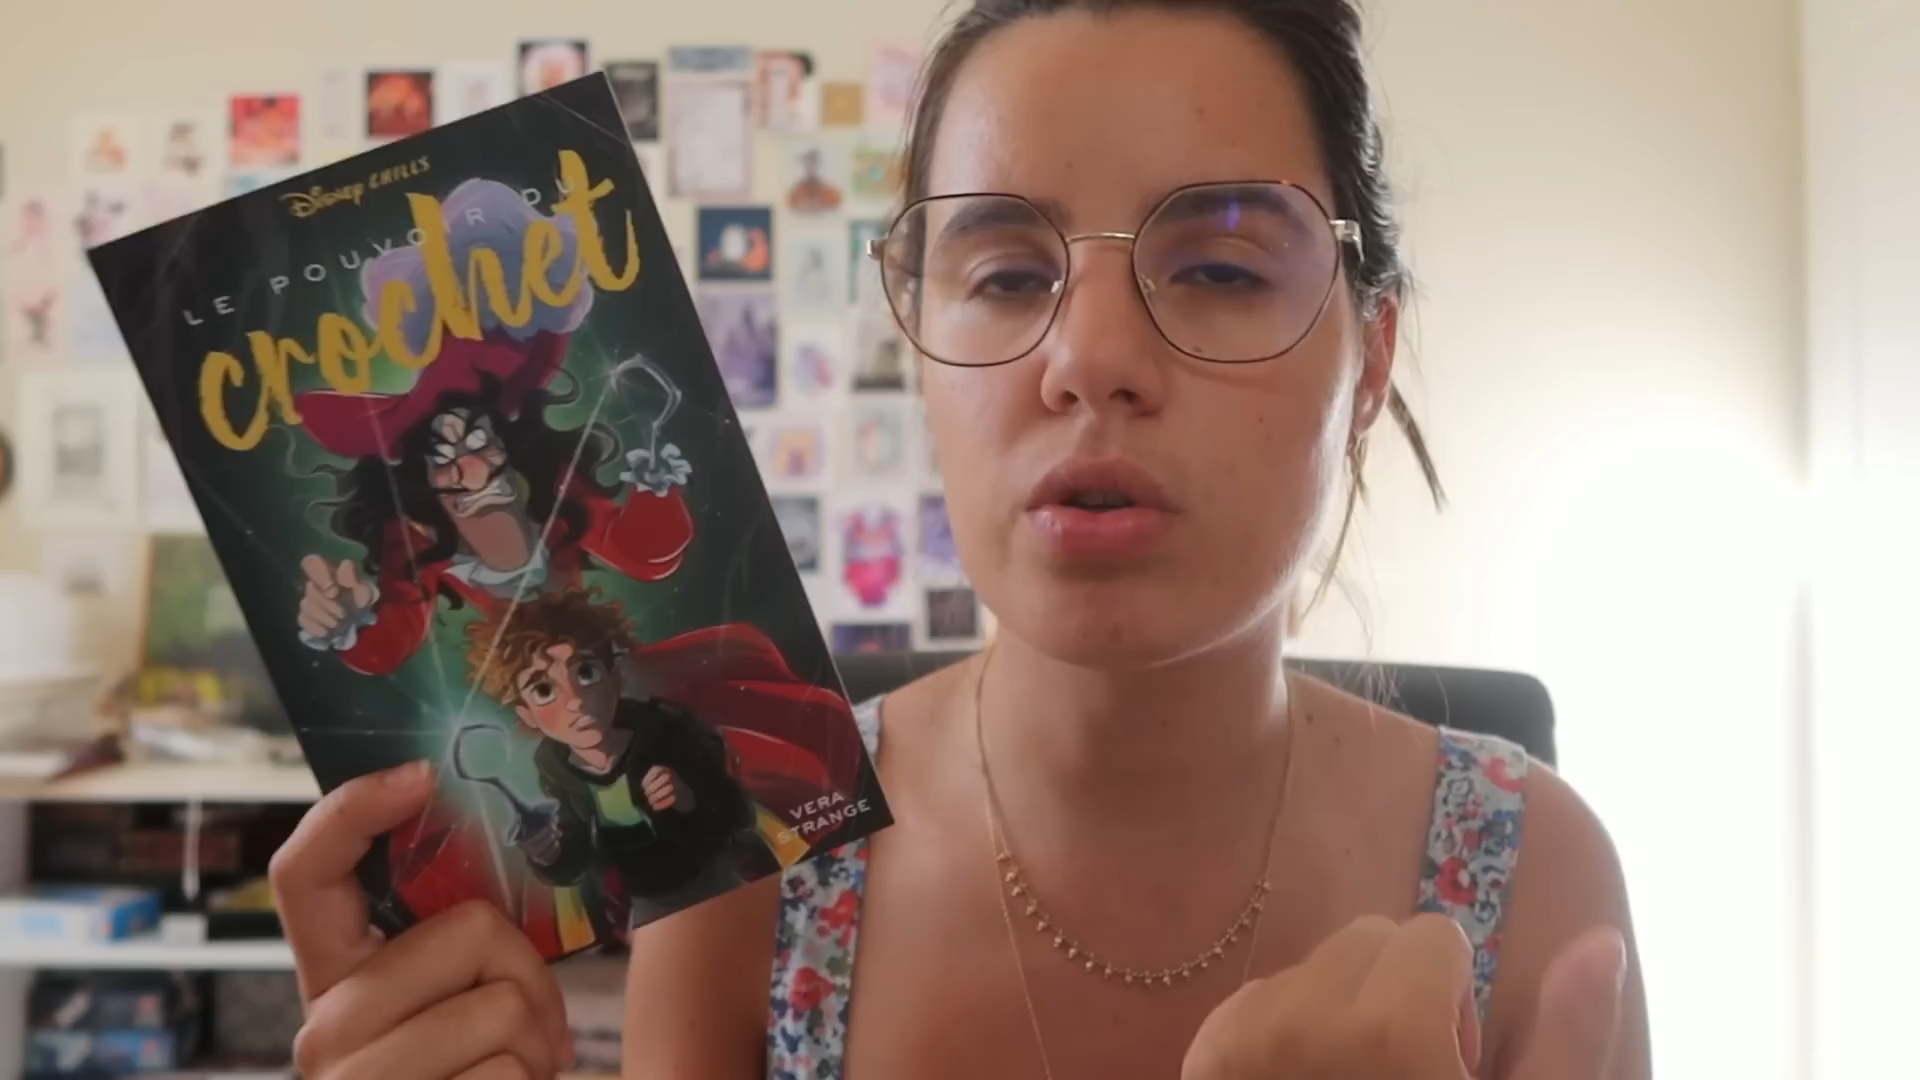 Disney CHILLS
LE POUVOIR DU
crochet
VERA
STRANGE